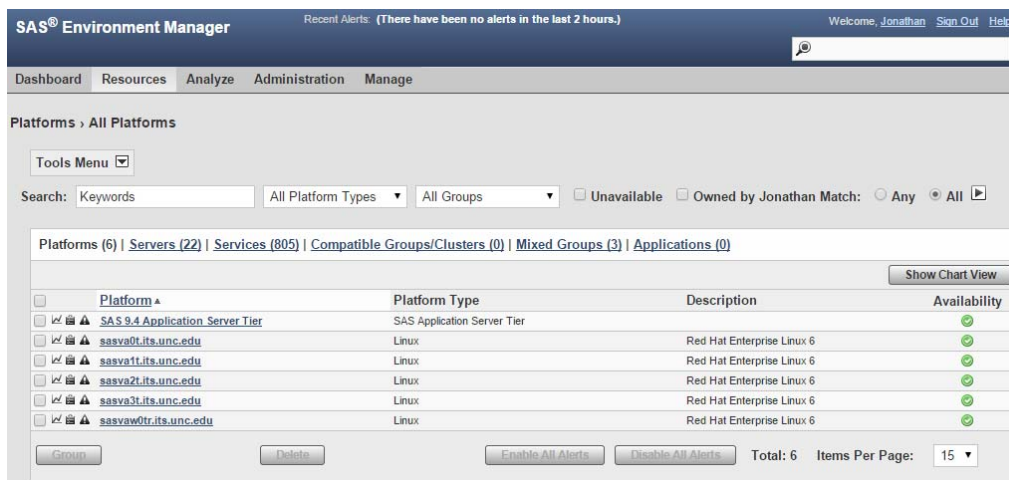 SAS® Environment Manager Recent Alerts: (There have been no alerts in the last 2 hours.) Welcome, Jonathan Sign Out Help
Dashboard Resources Analyze Administration Manage
Platforms › All Platforms
Tools Menu
Search: Keywords All Platform Types All Groups Unavailable Owned by Jonathan Match: Any All
Platforms (6) | Servers (22) | Services (805) | Compatible Groups/Clusters (0) | Mixed Groups (3) | Applications (0)
Show Chart View
Platform Platform Type Description Availability
SAS 9.4 Application Server Tier SAS Application Server Tier
sasva0t.its.unc.edu Linux Red Hat Enterprise Linux 6
sasva1t.its.unc.edu Linux Red Hat Enterprise Linux 6
sasva2t.its.unc.edu Linux Red Hat Enterprise Linux 6
sasva3t.its.unc.edu Linux Red Hat Enterprise Linux 6
sasvaw0tr.its.unc.edu Linux Red Hat Enterprise Linux 6
Group Delete Enable All Alerts Disable All Alerts Total: 6 Items Per Page: 15